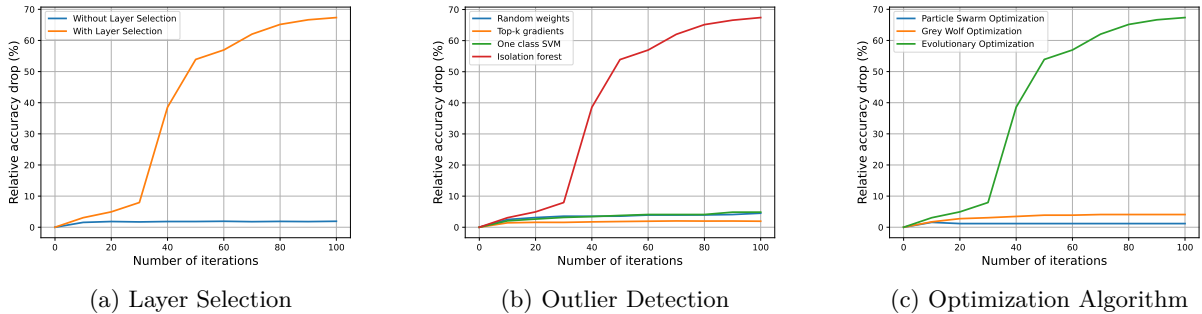 Relative accuracy drop (%)
70
60
50
40
30
20
10
0
Without Layer Selection
With Layer Selection
0 20 40 60 80 100
Number of iterations
(a) Layer Selection
Relative accuracy drop (%)
70
60
50
40
30
20
10
0
Random weights
Top-k gradients
One class SVM
Isolation forest
0 20 40 60 80 100
Number of iterations
(b) Outlier Detection
Relative accuracy drop (%)
70
60
50
40
30
20
10
0
Particle Swarm Optimization
Grey Wolf Optimization
Evolutionary Optimization
0 20 40 60 80 100
Number of iterations
(c) Optimization Algorithm